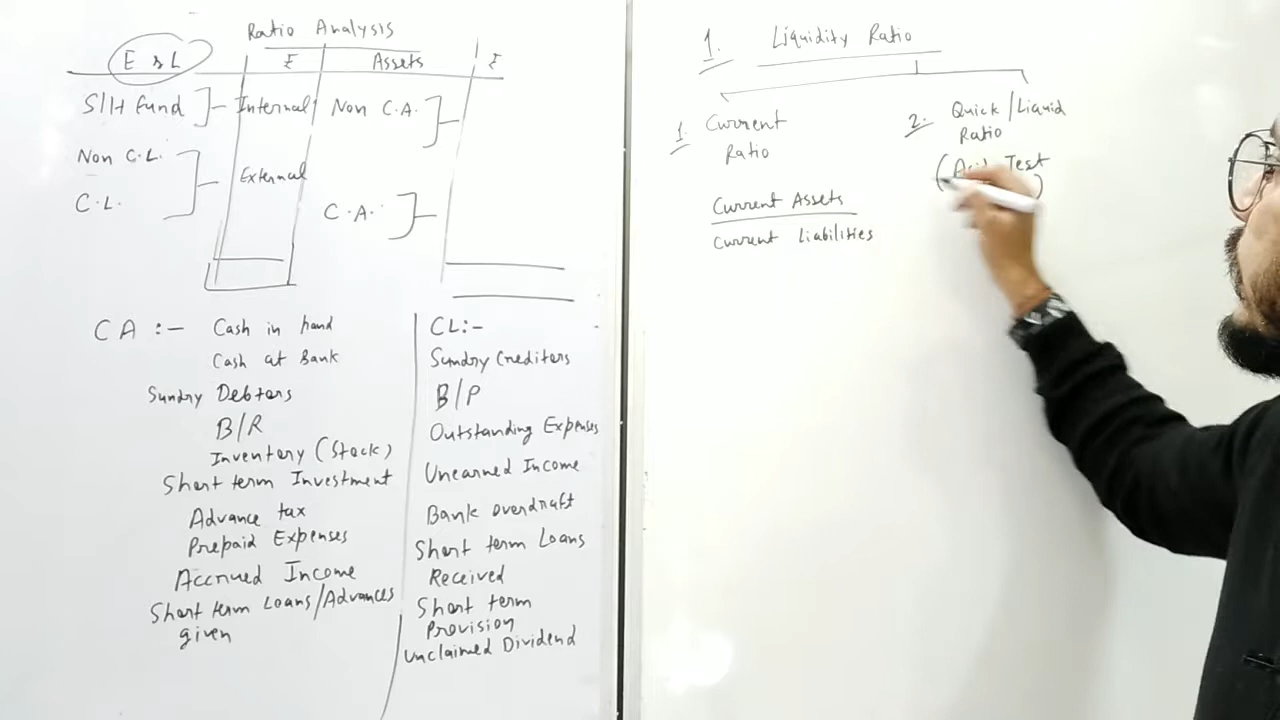 Ratio Analysis
E & L ₹ Assets ₹
S/H Fund Internal Non C.A.
Non C.L. External
C.L.
C.A.
CA :- Cash in hand
Cash at Bank
Sundry Debtors
B/R
Inventory (Stock)
Short term Investment
Advance tax
Prepaid Expenses
Accrued Income
Short term Loans/Advances
given
CL:-
Sundry Creditors
B/P
Outstanding Expenses
Unearned Income
Bank overdraft
Short term Loans
Received
Short term
Provision
Unclaimed Dividend
1. Liquidity Ratio
1. Current
Ratio
Current Assets
Current Liabilities
2. Quick/Liquid
Ratio
(Acid Test
)